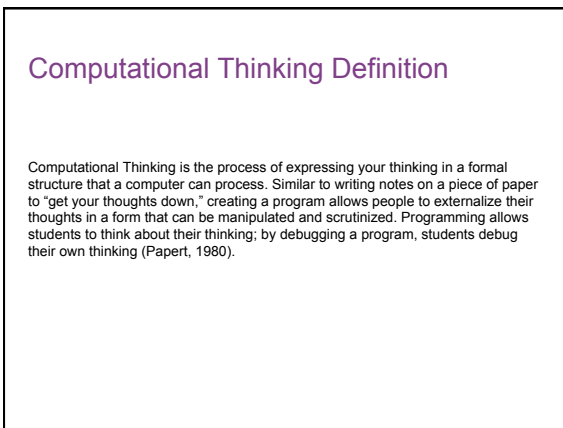 Computational Thinking Definition
Computational Thinking is the process of expressing your thinking in a formal
structure that a computer can process. Similar to writing notes on a piece of paper
to “get your thoughts down,” creating a program allows people to externalize their
thoughts in a form that can be manipulated and scrutinized. Programming allows
students to think about their thinking; by debugging a program, students debug
their own thinking (Papert, 1980).